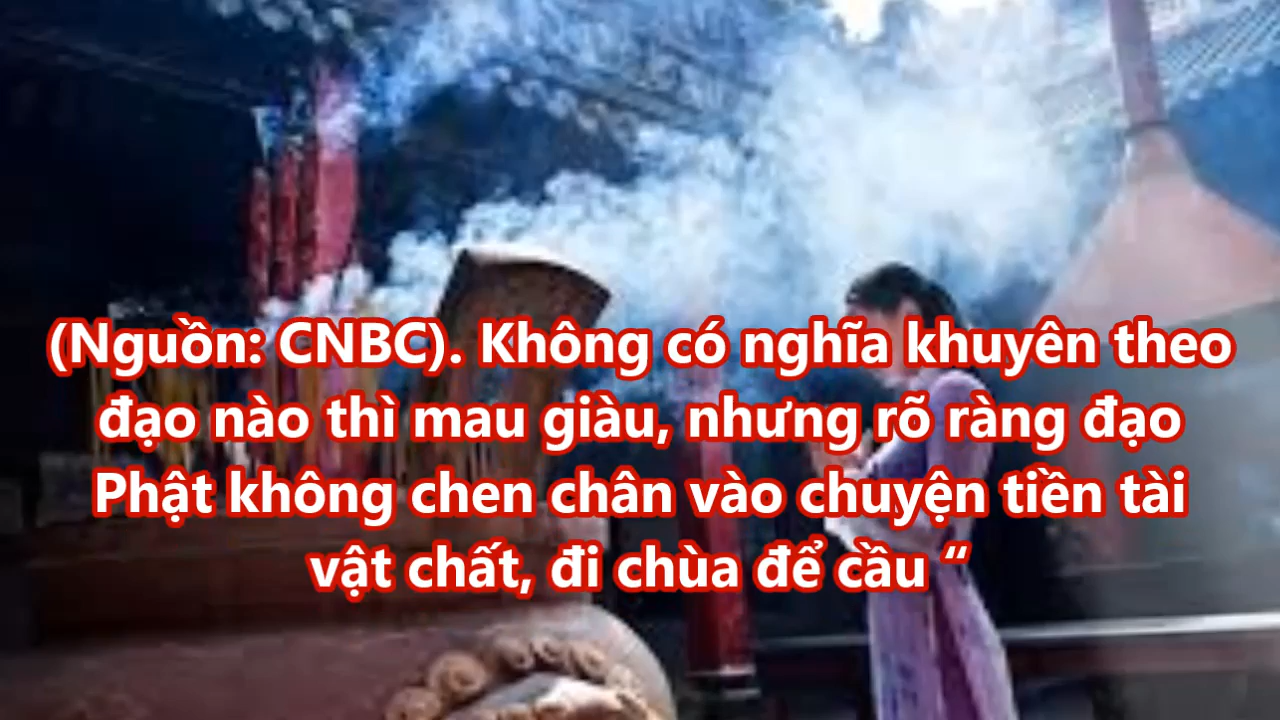 (Nguồn: CNBC). Không có nghĩa khuyên theo
đạo nào thì mau giàu, nhưng rõ ràng đạo
Phật không chen chân vào chuyện tiền tài
vật chất, đi chùa để cầu “